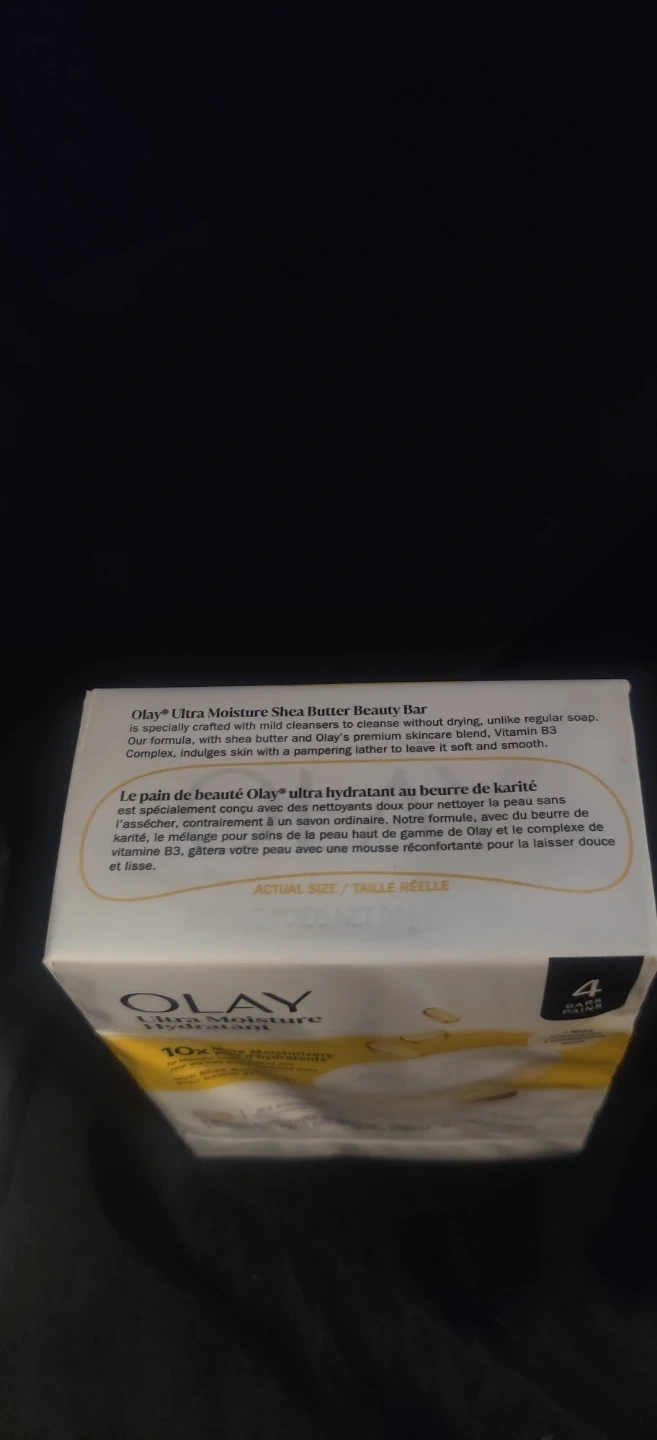 Olay® Ultra Moisture Shea Butter Beauty Bar
is specially crafted with mild cleansers to cleanse without drying, unlike regular soap.
Our formula, with shea butter and Olay's premium skincare blend, Vitamin B3
Complex, indulges skin with a pampering lather to leave it soft and smooth.
Le pain de beauté Olay® ultra hydratant au beurre de karité
est spécialement conçu avec des nettoyants doux pour nettoyer la peau sans
l'assécher, contrairement à un savon ordinaire. Notre formule, avec du beurre de
karité, le mélange pour soins de la peau haut de gamme de Olay et le complexe de
vitamine B3, gâtera votre peau avec une mousse réconfortante pour la laisser douce
et lisse.
ACTUAL SIZE / TAILLE RÉELLE
OLAY
Ultra Moisture
Hydratant
4
BARS
PAINS
10x More Moisturizers